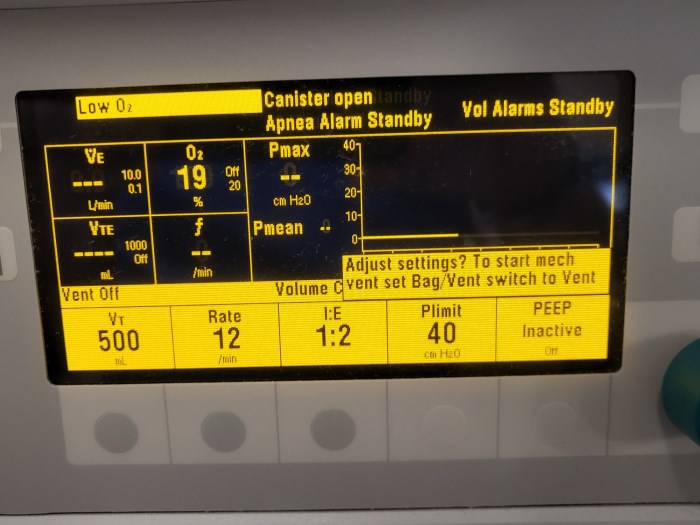 Low O₂
Canister open
Apnea Alarm Standby
Vol Alarms Standby
V̇E
---
10.0
0.1
L/min
O₂
19
Off
20
%
Pmax
--
cm H₂O
VTE
----
1000
Off
mL
f
--
/min
Pmean --
40
30
20
10
0
Adjust settings? To start mech
vent set Bag/Vent switch to Vent
Vent Off
Volume C
VT
500
mL
Rate
12
/min
I:E
1:2
Plimit
40
cm H₂O
PEEP
Inactive
Off